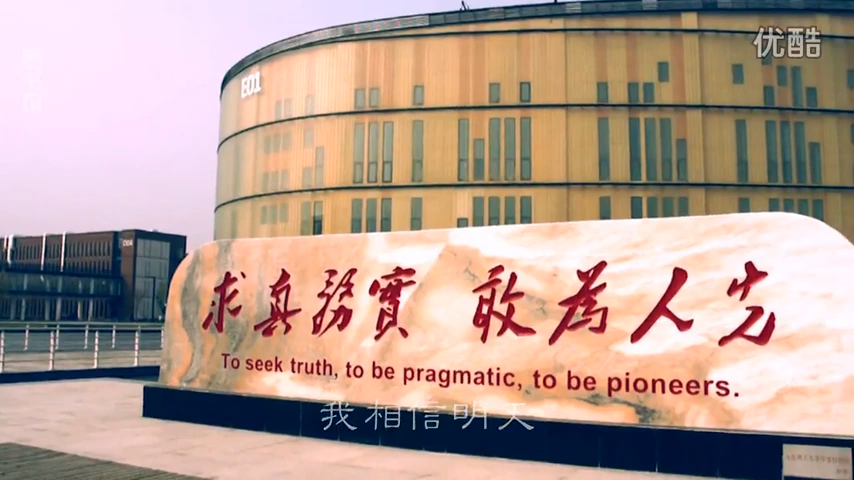 优酷
E01
D04
求真務實 敢為人先
To seek truth, to be pragmatic, to be pioneers.
我相信明天